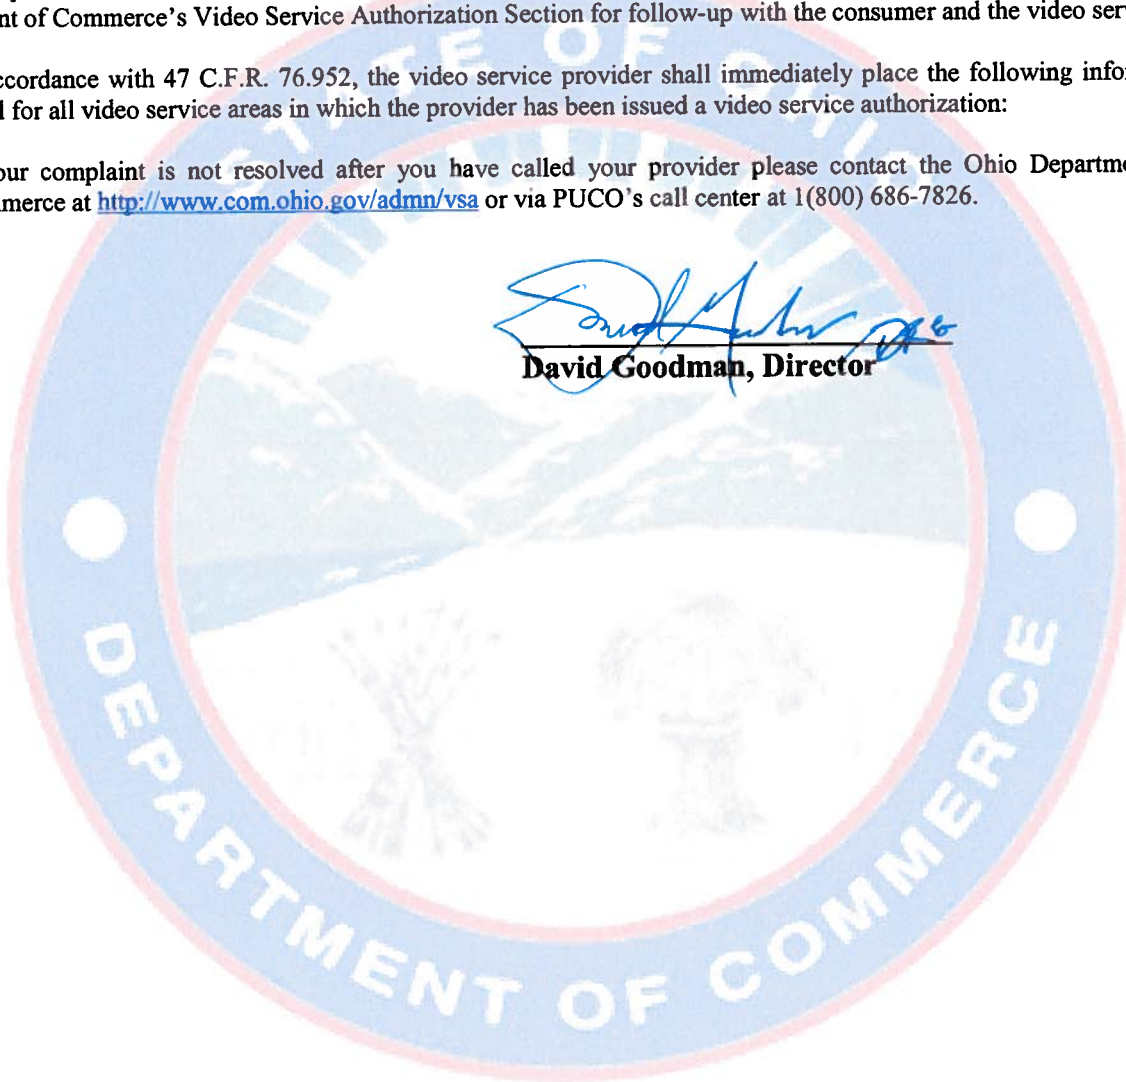 nt of Commerce's Video Service Authorization Section for follow-up with the consumer and the video ser
ccordance with 47 C.F.R. 76.952, the video service provider shall immediately place the following infor
l for all video service areas in which the provider has been issued a video service authorization:
our complaint is not resolved after you have called your provider please contact the Ohio Departme
merce at http://www.com.ohio.gov/admn/vsa or via PUCO's call center at 1(800) 686-7826.
David Goodman, Director
STATE OF OHIO
DEPARTMENT OF COMMERCE